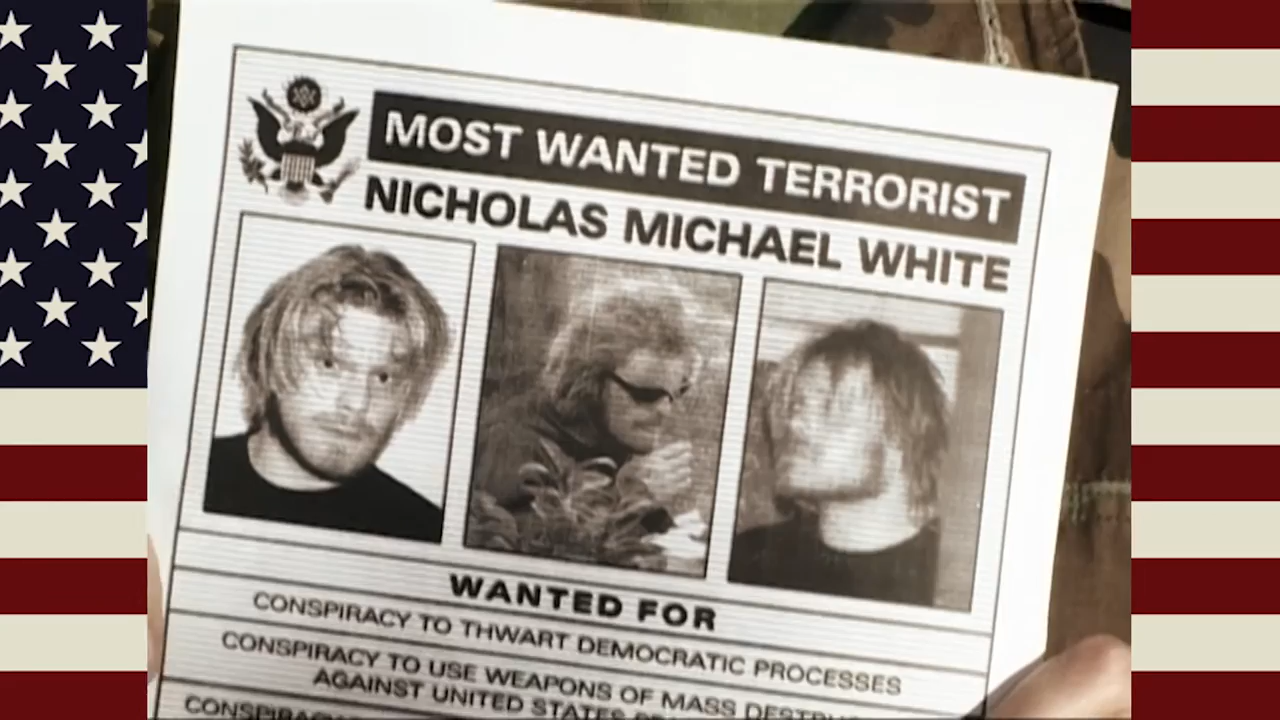 MOST WANTED TERRORIST
NICHOLAS MICHAEL WHITE
WANTED FOR
CONSPIRACY TO THWART DEMOCRATIC PROCESSES
CONSPIRACY TO USE WEAPONS OF MASS
AGAINST UNITED STATES